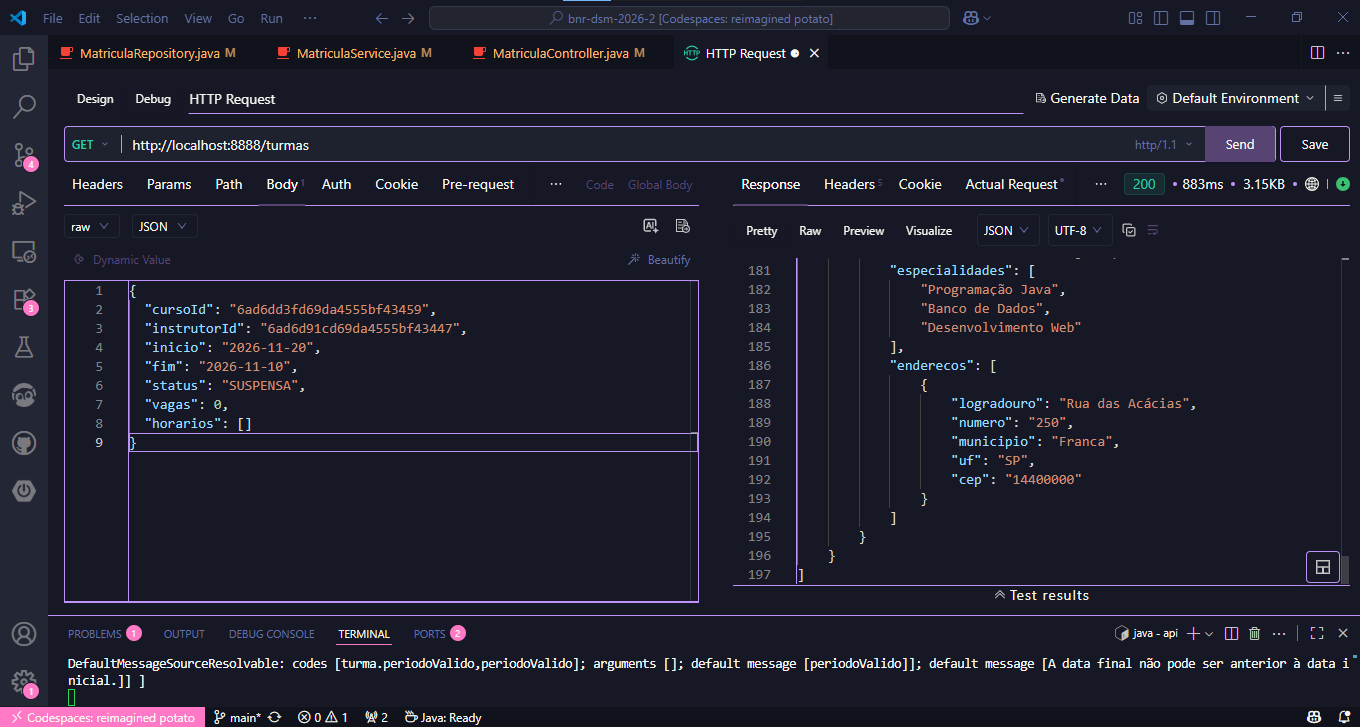 File Edit Selection View Go Run ··· bnr-dsm-2026-2 [Codespaces: reimagined potato]
MatriculaRepository.java M MatriculaService.java M MatriculaController.java M HTTP Request
Design Debug HTTP Request Generate Data Default Environment
GET http://localhost:8888/turmas http/1.1 Send Save
Headers Params Path Body 1 Auth Cookie Pre-request ··· Code Global Body
raw JSON
Dynamic Value Beautify
1 {
2 "cursoId": "6ad6dd3fd69da4555bf43459",
3 "instrutorId": "6ad6d91cd69da4555bf43447",
4 "inicio": "2026-11-20",
5 "fim": "2026-11-10",
6 "status": "SUSPENSA",
7 "vagas": 0,
8 "horarios": []
9 }
Response Headers 5 Cookie Actual Request ··· 200 • 883ms • 3.15KB •
Pretty Raw Preview Visualize JSON UTF-8
181 "especialidades": [
182 "Programação Java",
183 "Banco de Dados",
184 "Desenvolvimento Web"
185 ],
186 "enderecos": [
187 {
188 "logradouro": "Rua das Acácias",
189 "numero": "250",
190 "municipio": "Franca",
191 "uf": "SP",
192 "cep": "14400000"
193 }
194 ]
195 }
196 }
197 ]
Test results
4
3
1
PROBLEMS 1 OUTPUT DEBUG CONSOLE TERMINAL PORTS 2 java - api
DefaultMessageSourceResolvable: codes [turma.periodoValido,periodoValido]; arguments []; default message [periodoValido]]; default message [A data final não pode ser anterior à data i
nicial.]] ]
Codespaces: reimagined potato main* 0 1 2 Java: Ready